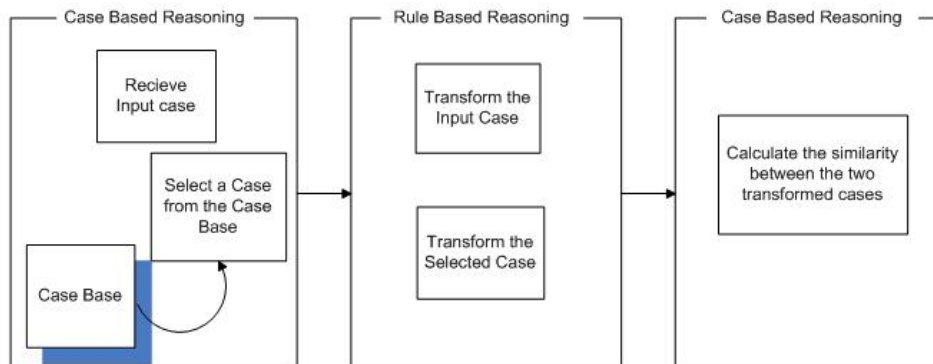 Case Based Reasoning
Recieve
Input case
Select a Case
from the Case
Base
Case Base
Rule Based Reasoning
Transform the
Input Case
Transform the
Selected Case
Case Based Reasoning
Calculate the similarity
between the two
transformed cases